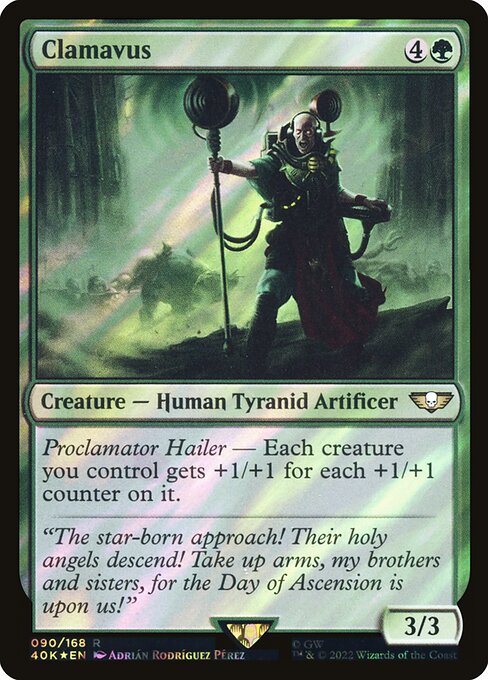 Clamavus 4
Creature — Human Tyranid Artificer
Proclamator Hailer — Each creature
you control gets +1/+1 for each +1/+1
counter on it.
“The star-born approach! Their holy
angels descend! Take up arms, my brothers
and sisters, for the Day of Ascension is
upon us!”
3/3
090/168 R
40K★EN Adrián Rodríguez Pérez
© GW
™ & © 2022 Wizards of the Coast